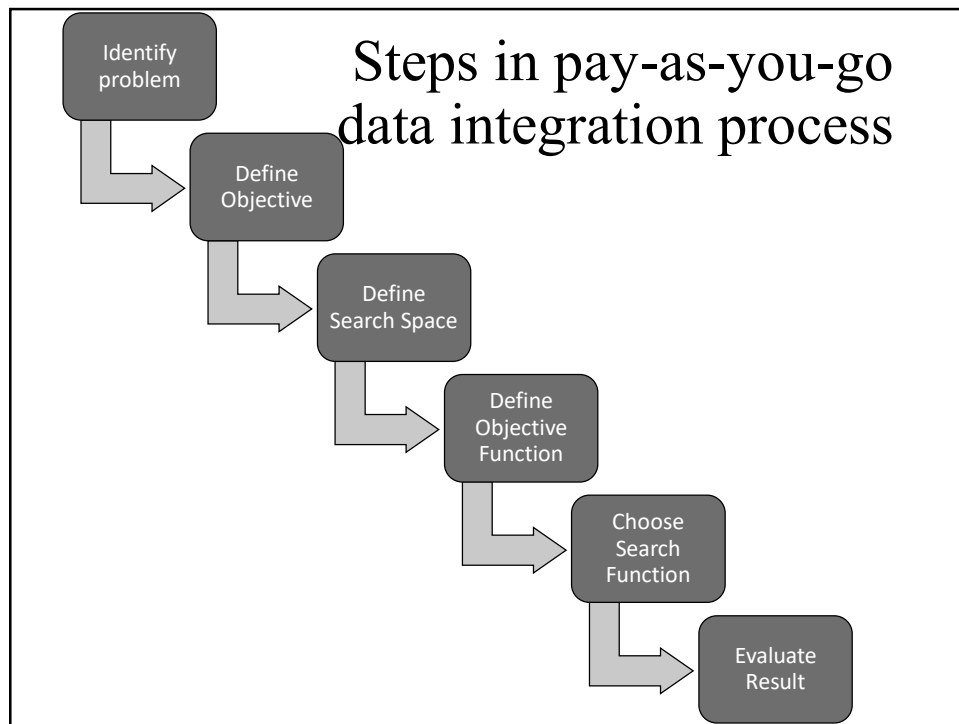 Steps in pay-as-you-go
data integration process
Identify
problem
Define
Objective
Define
Search Space
Define
Objective
Function
Choose
Search
Function
Evaluate
Result